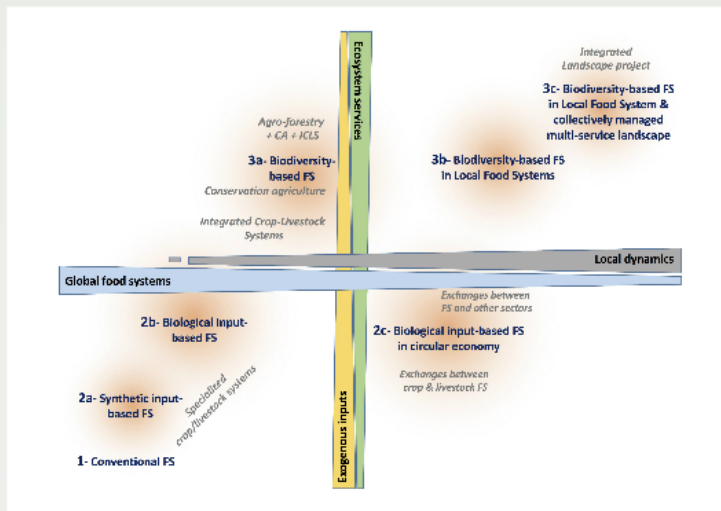 Integrated
Landscape project
3c- Biodiversity-based FS
in Local Food System &
collectively managed
multi-service landscape
Ecosystem services
Agro-forestry
+ CA + ICLS
3a- Biodiversity-
based FS
Conservation agriculture
3b- Biodiversity-based FS
in Local Food Systems
Integrated Crop-Livestock
Systems
Local dynamics
Global food systems
Exchanges between
FS and other sectors
2b- Biological Input-
based FS
2c- Biological input-based FS
in circular economy
Exchanges between
crop & livestock FS
Specialized
crop/livestock systems
2a- Synthetic input-
based FS
Exogenous inputs
1- Conventional FS